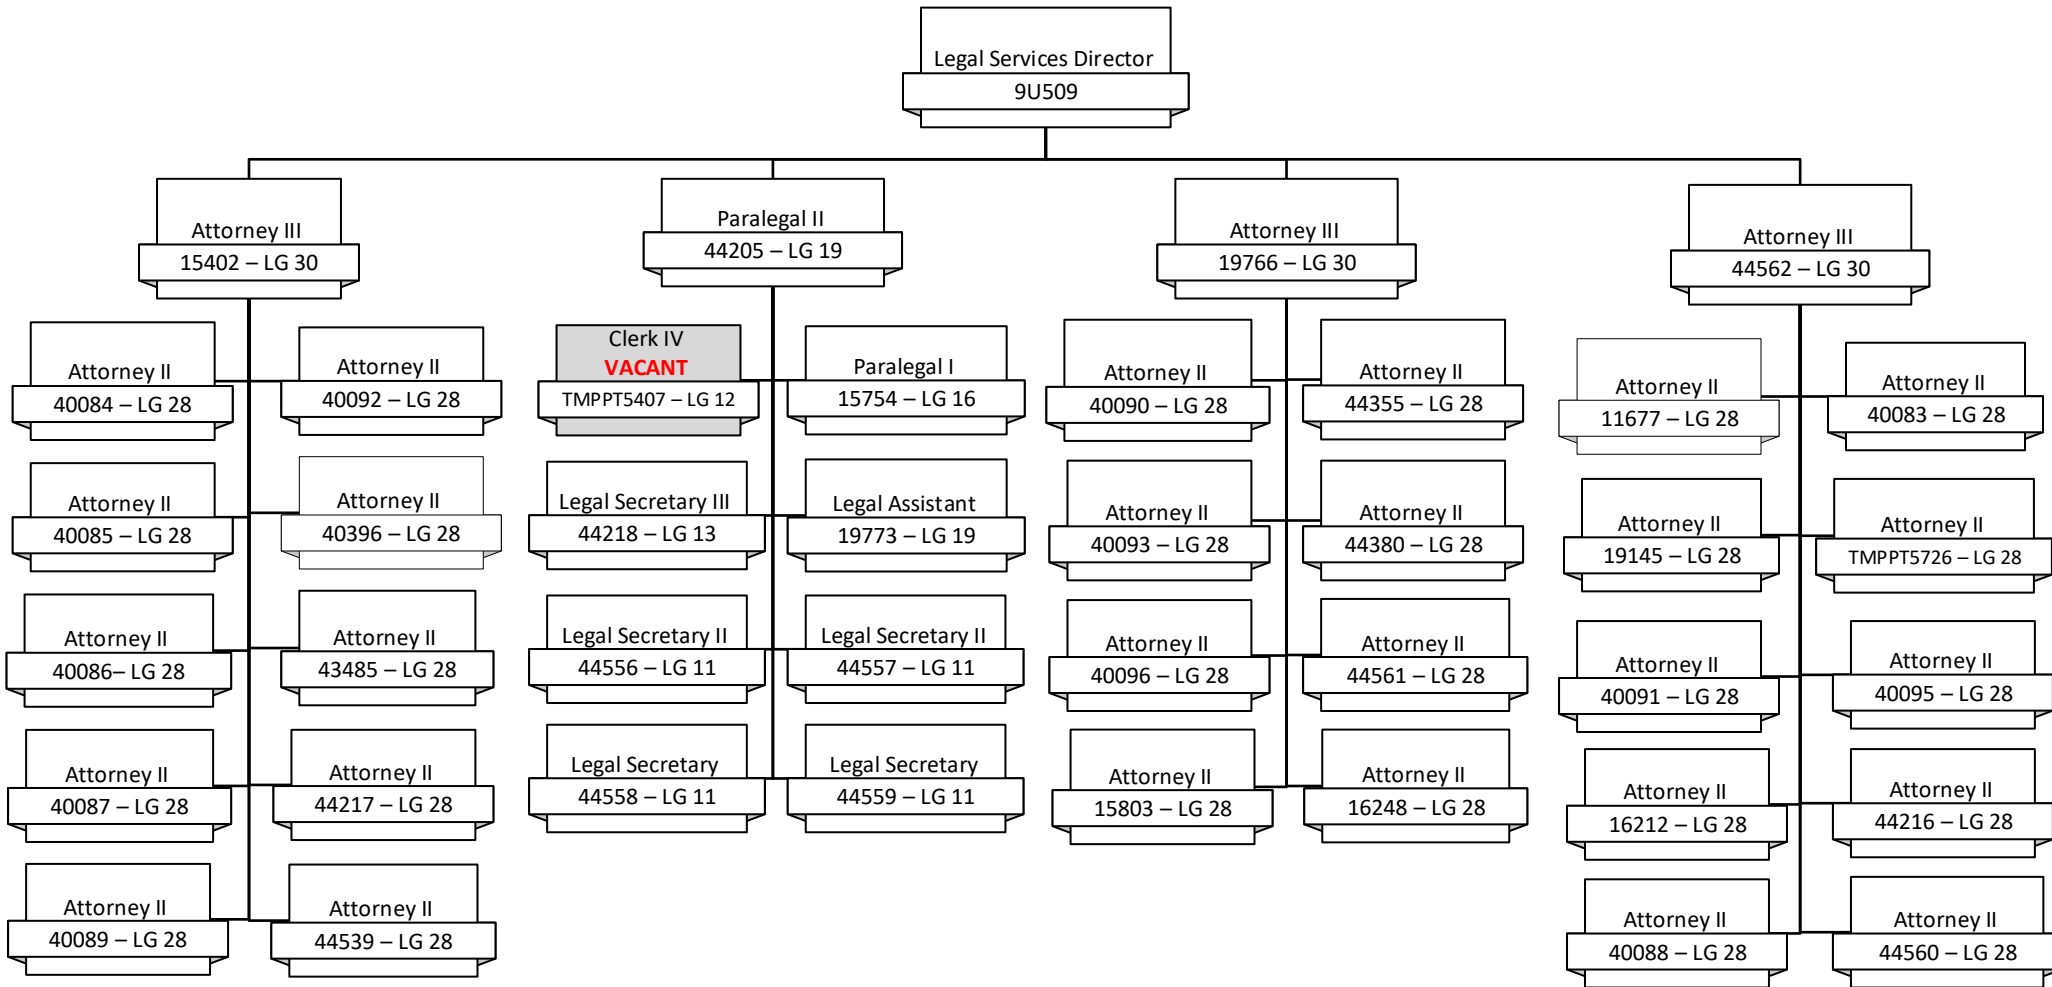 Legal Services Director
9U509
Attorney III
15402 – LG 30
Paralegal II
44205 – LG 19
Attorney III
19766 – LG 30
Attorney III
44562 – LG 30
Attorney II
40084 – LG 28
Attorney II
40092 – LG 28
Attorney II
40085 – LG 28
Attorney II
40396 – LG 28
Attorney II
40086– LG 28
Attorney II
43485 – LG 28
Attorney II
40087 – LG 28
Attorney II
44217 – LG 28
Attorney II
40089 – LG 28
Attorney II
44539 – LG 28
Clerk IV
VACANT
TMPPT5407 – LG 12
Paralegal I
15754 – LG 16
Legal Secretary III
44218 – LG 13
Legal Assistant
19773 – LG 19
Legal Secretary II
44556 – LG 11
Legal Secretary II
44557 – LG 11
Legal Secretary
44558 – LG 11
Legal Secretary
44559 – LG 11
Attorney II
40090 – LG 28
Attorney II
44355 – LG 28
Attorney II
40093 – LG 28
Attorney II
44380 – LG 28
Attorney II
40096 – LG 28
Attorney II
44561 – LG 28
Attorney II
15803 – LG 28
Attorney II
16248 – LG 28
Attorney II
11677 – LG 28
Attorney II
40083 – LG 28
Attorney II
19145 – LG 28
Attorney II
TMPPT5726 – LG 28
Attorney II
40091 – LG 28
Attorney II
40095 – LG 28
Attorney II
16212 – LG 28
Attorney II
44216 – LG 28
Attorney II
40088 – LG 28
Attorney II
44560 – LG 28